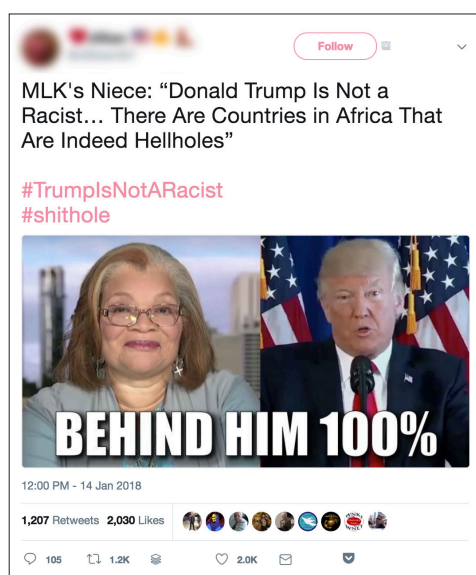 Follow
MLK's Niece: “Donald Trump Is Not a
Racist… There Are Countries in Africa That
Are Indeed Hellholes”
#TrumpIsNotARacist
#shithole
BEHIND HIM 100%
12:00 PM - 14 Jan 2018
1,207 Retweets 2,030 Likes
105 1.2K 2.0K